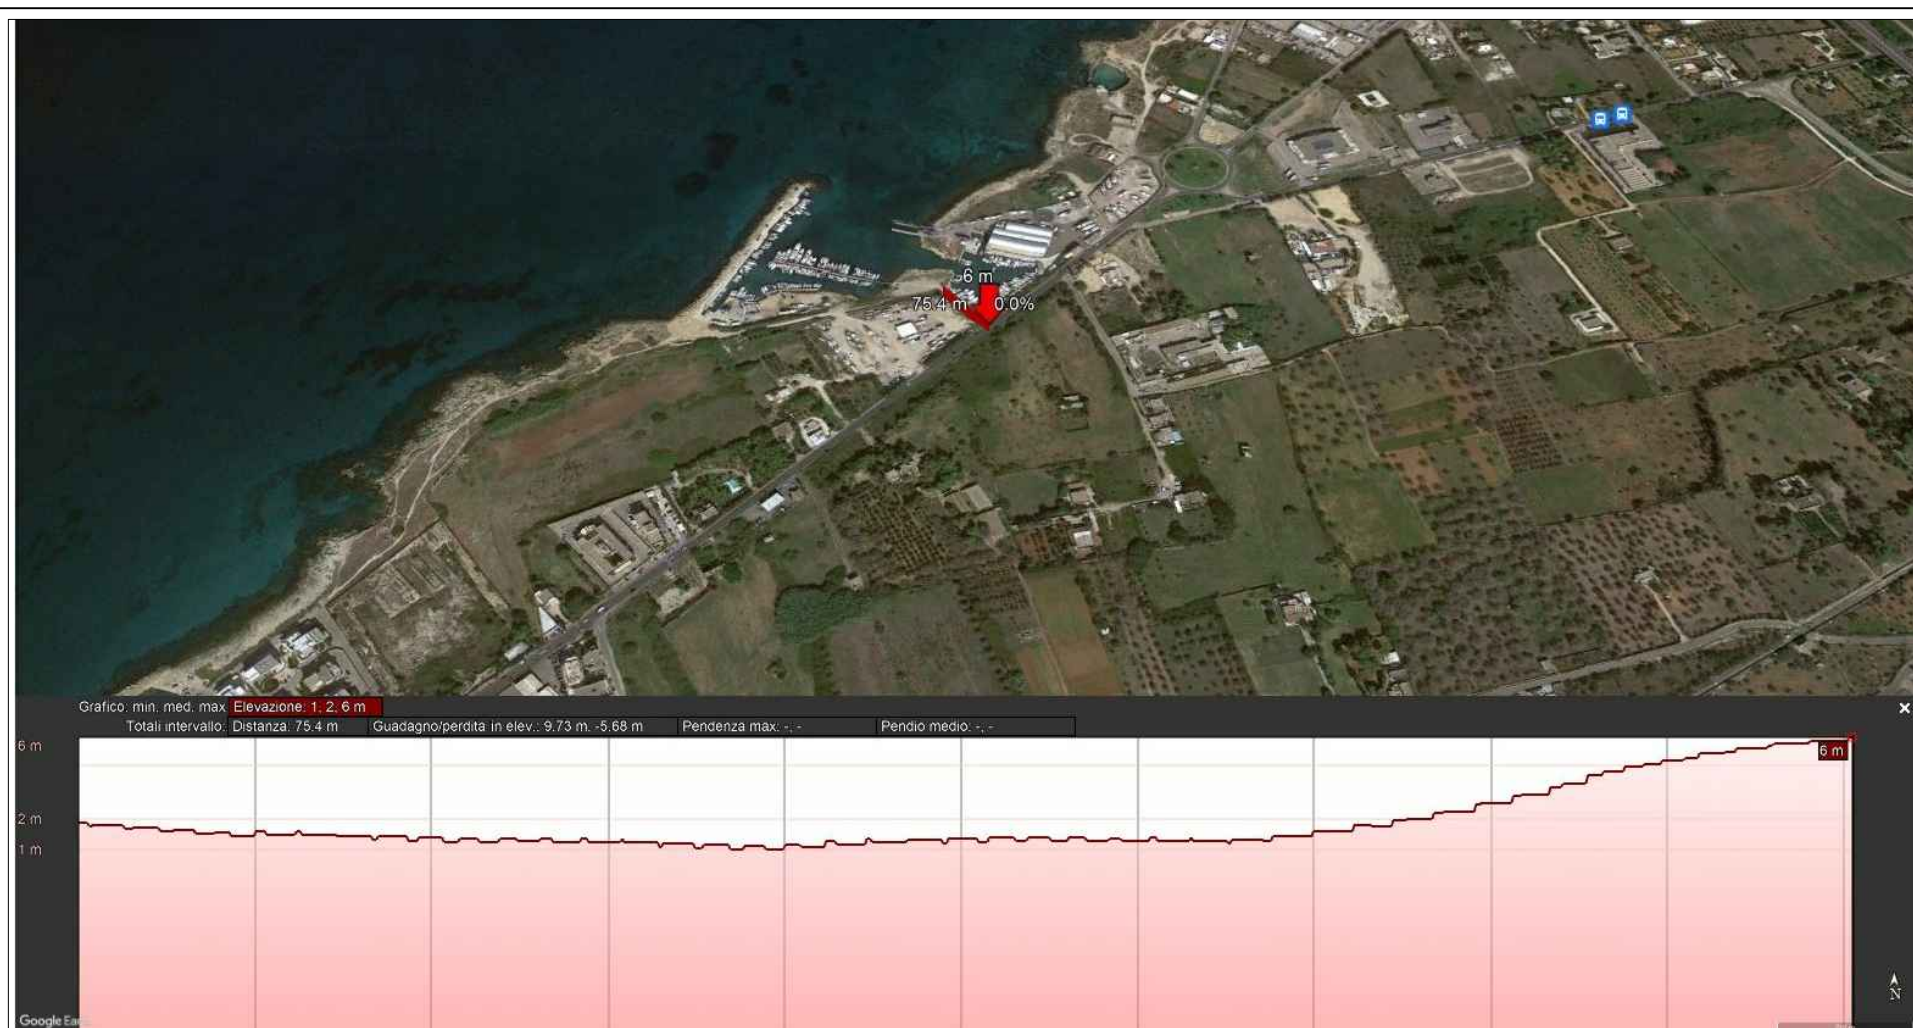 6 m
75.4 m
0.0%
Grafico: min. med. max Elevazione: 1, 2, 6 m
Totali intervallo: Distanza: 75.4 m Guadagno/perdita in elev.: 9.73 m. -5.68 m Pendenza max: -, - Pendio medio: -, -
6 m
6 m
2 m
1 m
N
Google Earth